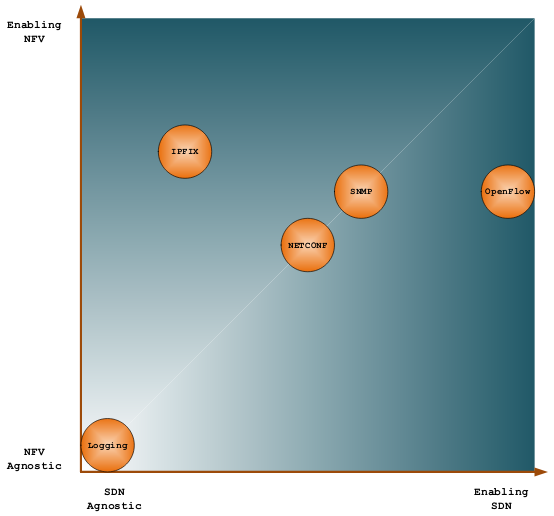 Enabling
NFV
IPFIX
SNMP
OpenFlow
NETCONF
Logging
NFV
Agnostic
SDN
Agnostic
Enabling
SDN